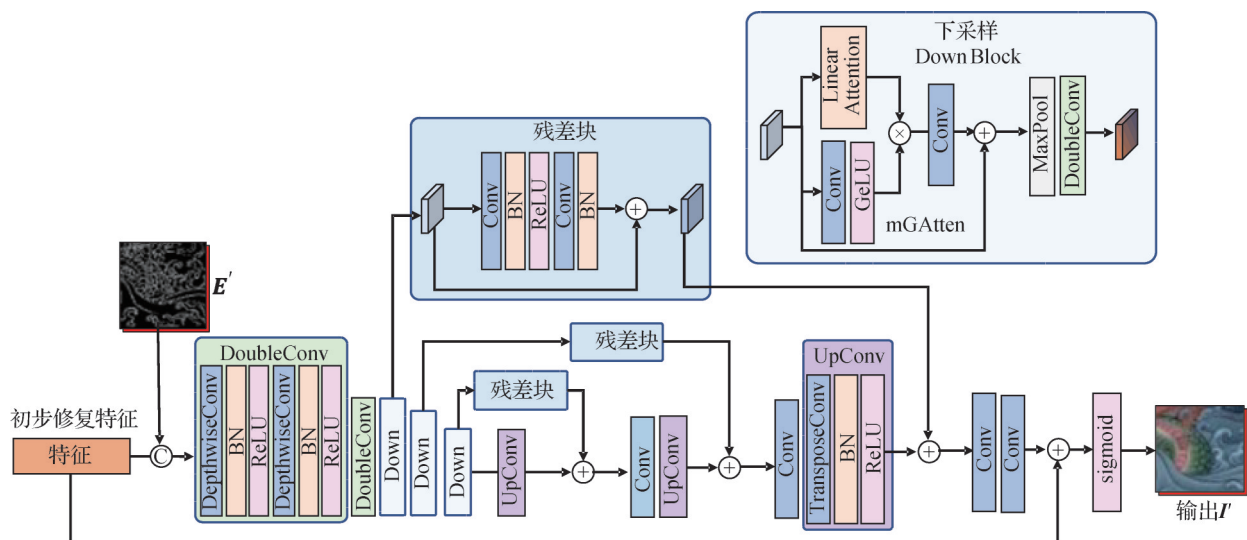 下采样
Down Block
Linear
Attention
Conv
GeLU
×
Conv
+
MaxPool
DoubleConv
mGAtten
残差块
Conv
BN
ReLU
Conv
BN
+
E'
初步修复特征
特征
C
DoubleConv
DepthwiseConv
BN
ReLU
DepthwiseConv
BN
ReLU
DoubleConv
Down
Down
Down
残差块
残差块
UpConv
+
Conv
UpConv
+
Conv
UpConv
TransposeConv
BN
ReLU
+
Conv
Conv
+
sigmoid
输出I'